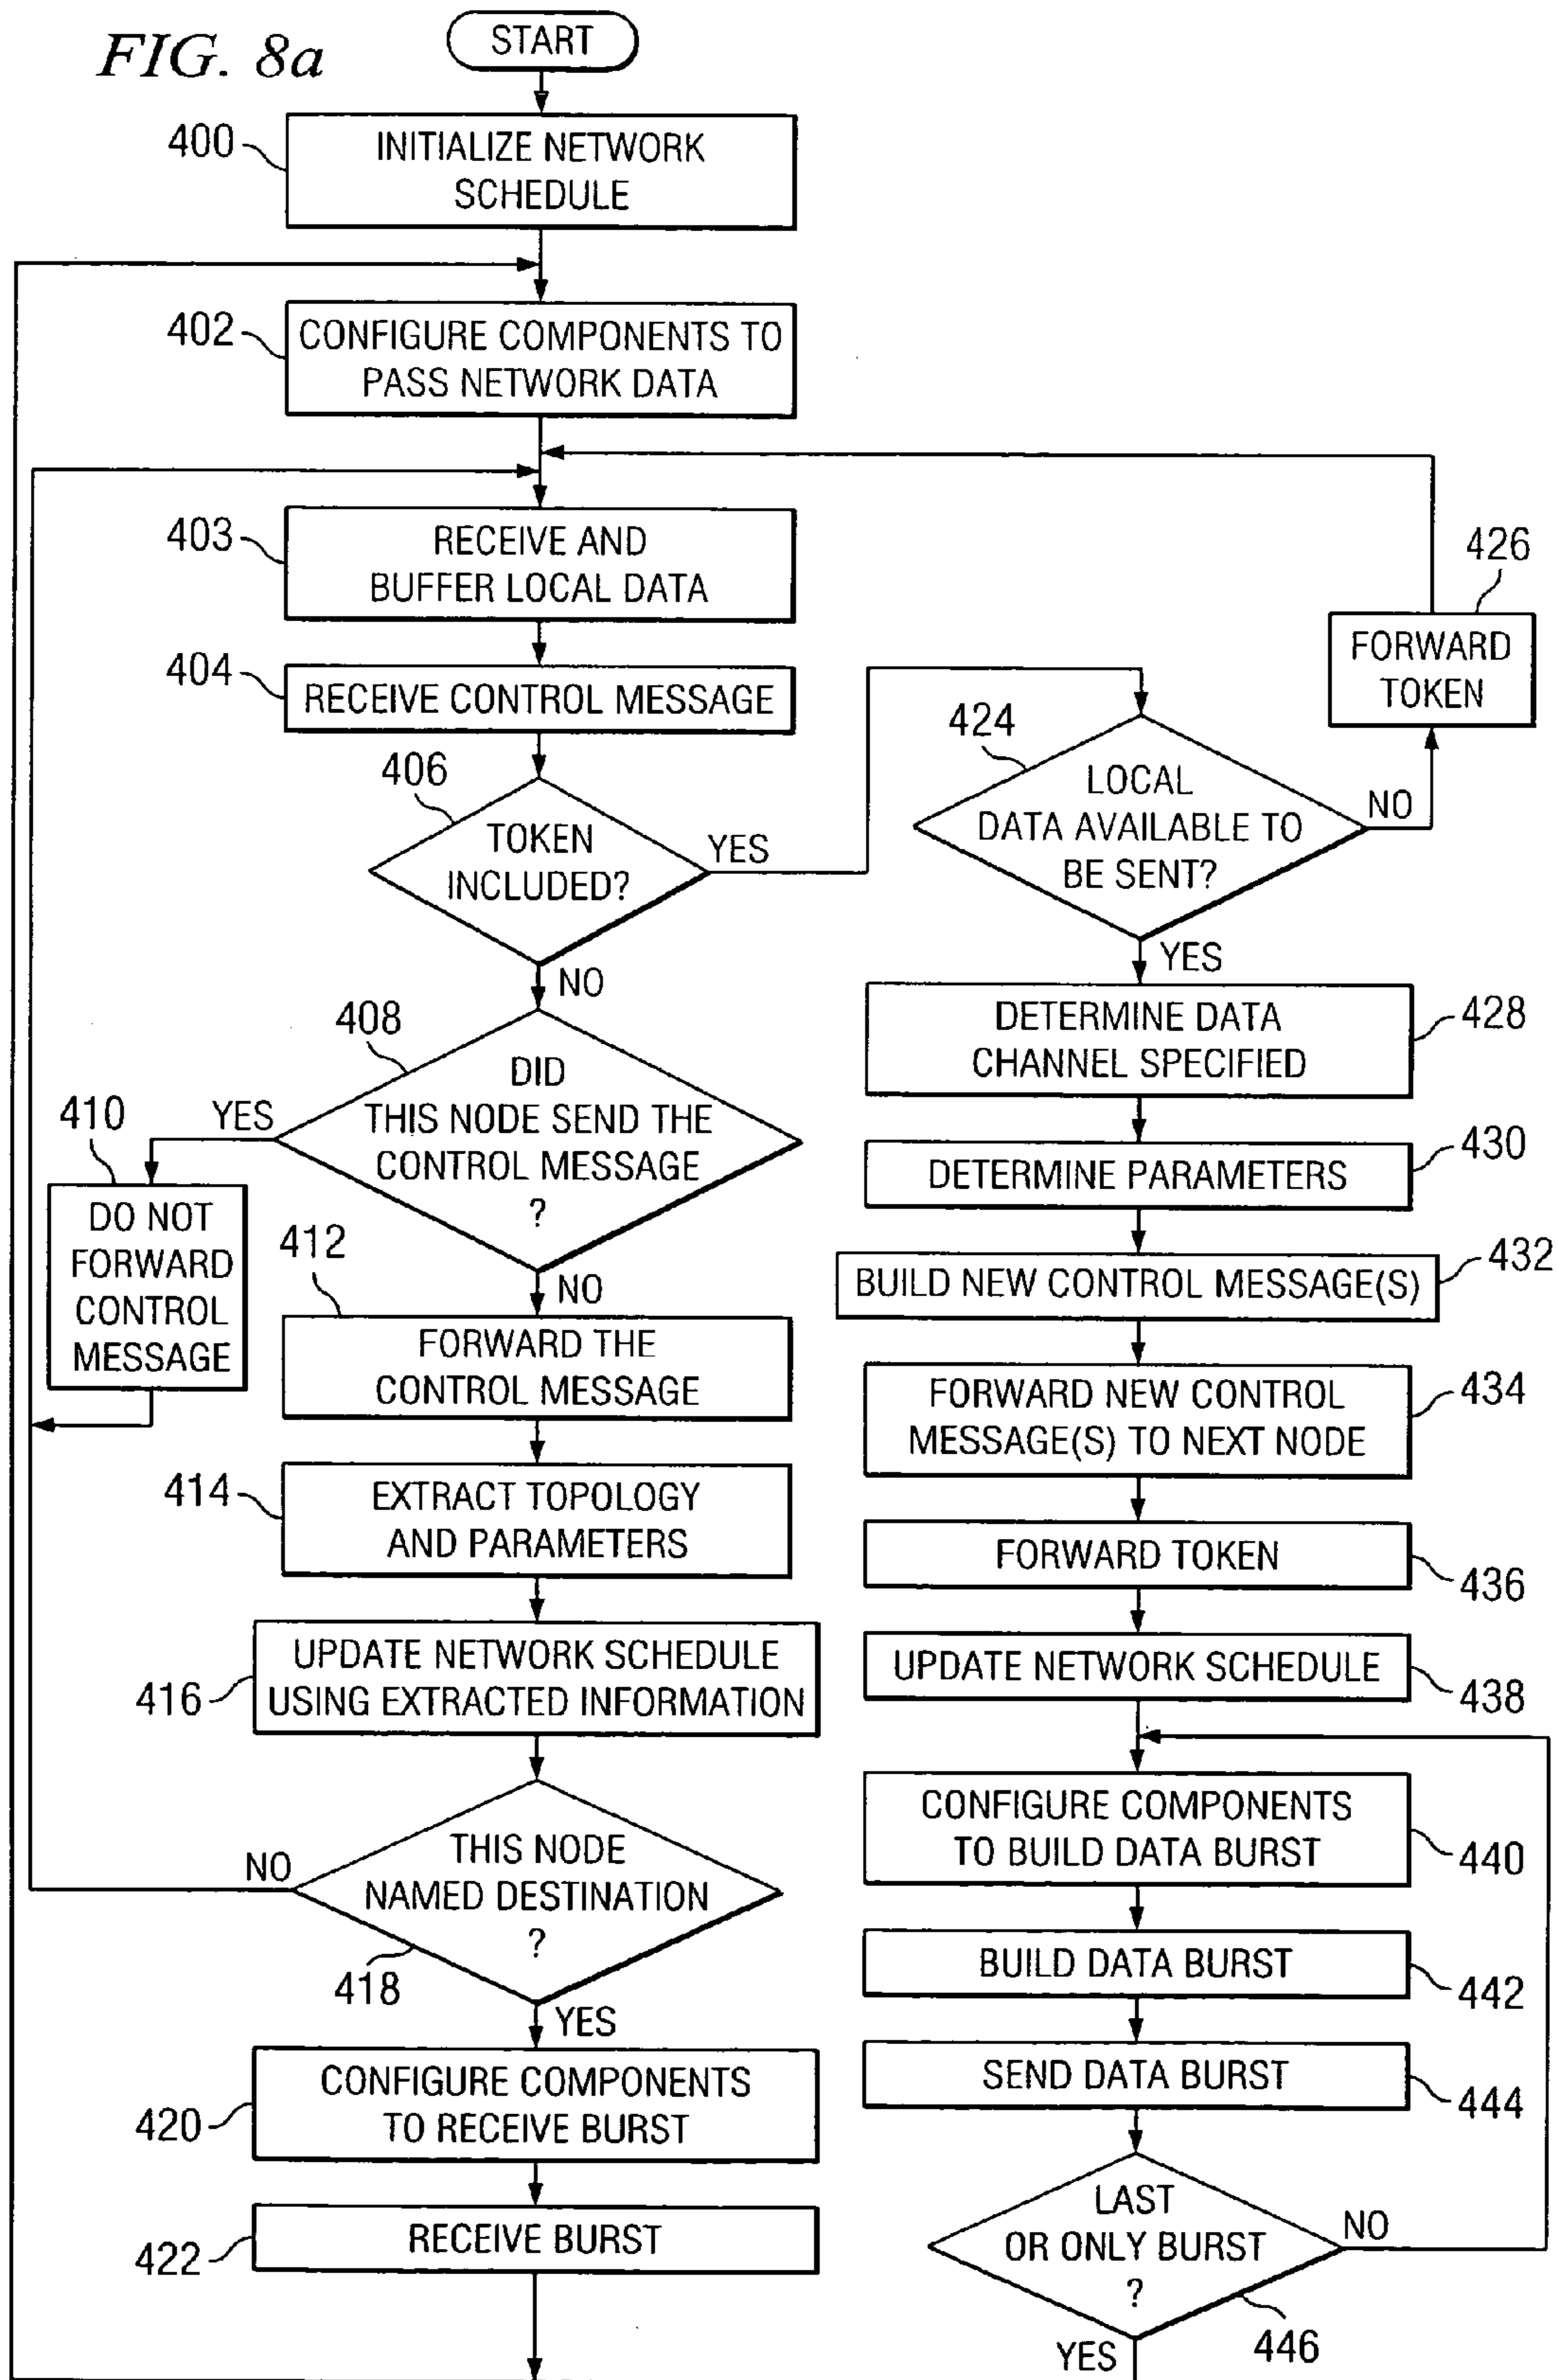 FIG. 8a
START
400
INITIALIZE NETWORK
SCHEDULE
402
CONFIGURE COMPONENTS TO
PASS NETWORK DATA
403
RECEIVE AND
BUFFER LOCAL DATA
404
RECEIVE CONTROL MESSAGE
406
TOKEN
INCLUDED?
YES
NO
408
DID
THIS NODE SEND THE
CONTROL MESSAGE
?
YES
NO
410
DO NOT
FORWARD
CONTROL
MESSAGE
412
FORWARD THE
CONTROL MESSAGE
414
EXTRACT TOPOLOGY
AND PARAMETERS
416
UPDATE NETWORK SCHEDULE
USING EXTRACTED INFORMATION
THIS NODE
NAMED DESTINATION
?
NO
418
YES
420
CONFIGURE COMPONENTS
TO RECEIVE BURST
422
RECEIVE BURST
424
LOCAL
DATA AVAILABLE TO
BE SENT?
NO
YES
426
FORWARD
TOKEN
DETERMINE DATA
CHANNEL SPECIFIED
428
DETERMINE PARAMETERS
430
BUILD NEW CONTROL MESSAGE(S)
432
FORWARD NEW CONTROL
MESSAGE(S) TO NEXT NODE
434
FORWARD TOKEN
436
UPDATE NETWORK SCHEDULE
438
CONFIGURE COMPONENTS
TO BUILD DATA BURST
440
BUILD DATA BURST
442
SEND DATA BURST
444
LAST
OR ONLY BURST
?
NO
446
YES